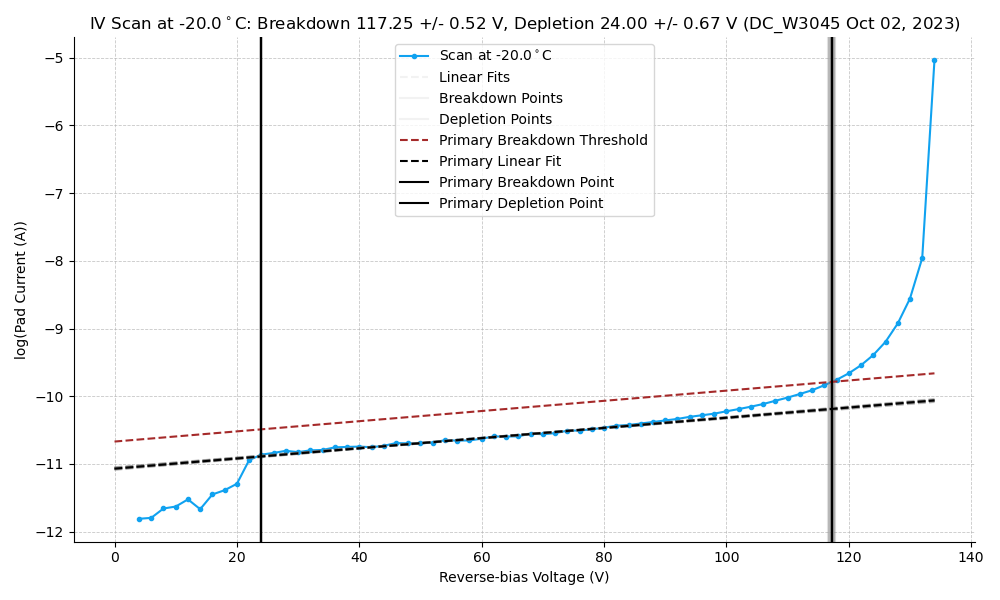 IV Scan at -20.0°C: Breakdown 117.25 +/- 0.52 V, Depletion 24.00 +/- 0.67 V (DC_W3045 Oct 02, 2023)
Scan at -20.0°C
Linear Fits
Breakdown Points
Depletion Points
Primary Breakdown Threshold
Primary Linear Fit
Primary Breakdown Point
Primary Depletion Point
log(Pad Current (A))
−5
−6
−7
−8
−9
−10
−11
−12
0 20 40 60 80 100 120 140
Reverse-bias Voltage (V)